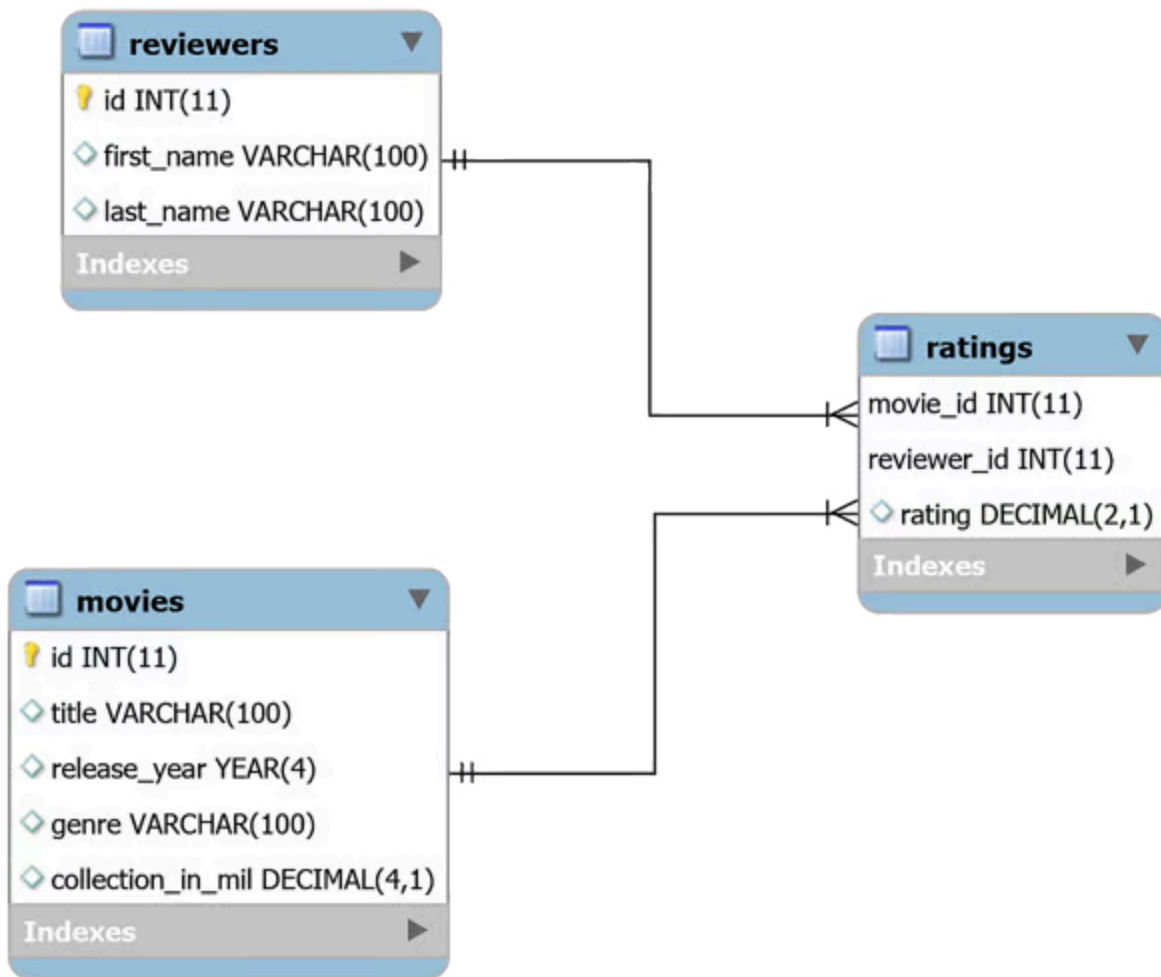 reviewers
id INT(11)
first_name VARCHAR(100)
last_name VARCHAR(100)
Indexes
ratings
movie_id INT(11)
reviewer_id INT(11)
rating DECIMAL(2,1)
Indexes
movies
id INT(11)
title VARCHAR(100)
release_year YEAR(4)
genre VARCHAR(100)
collection_in_mil DECIMAL(4,1)
Indexes